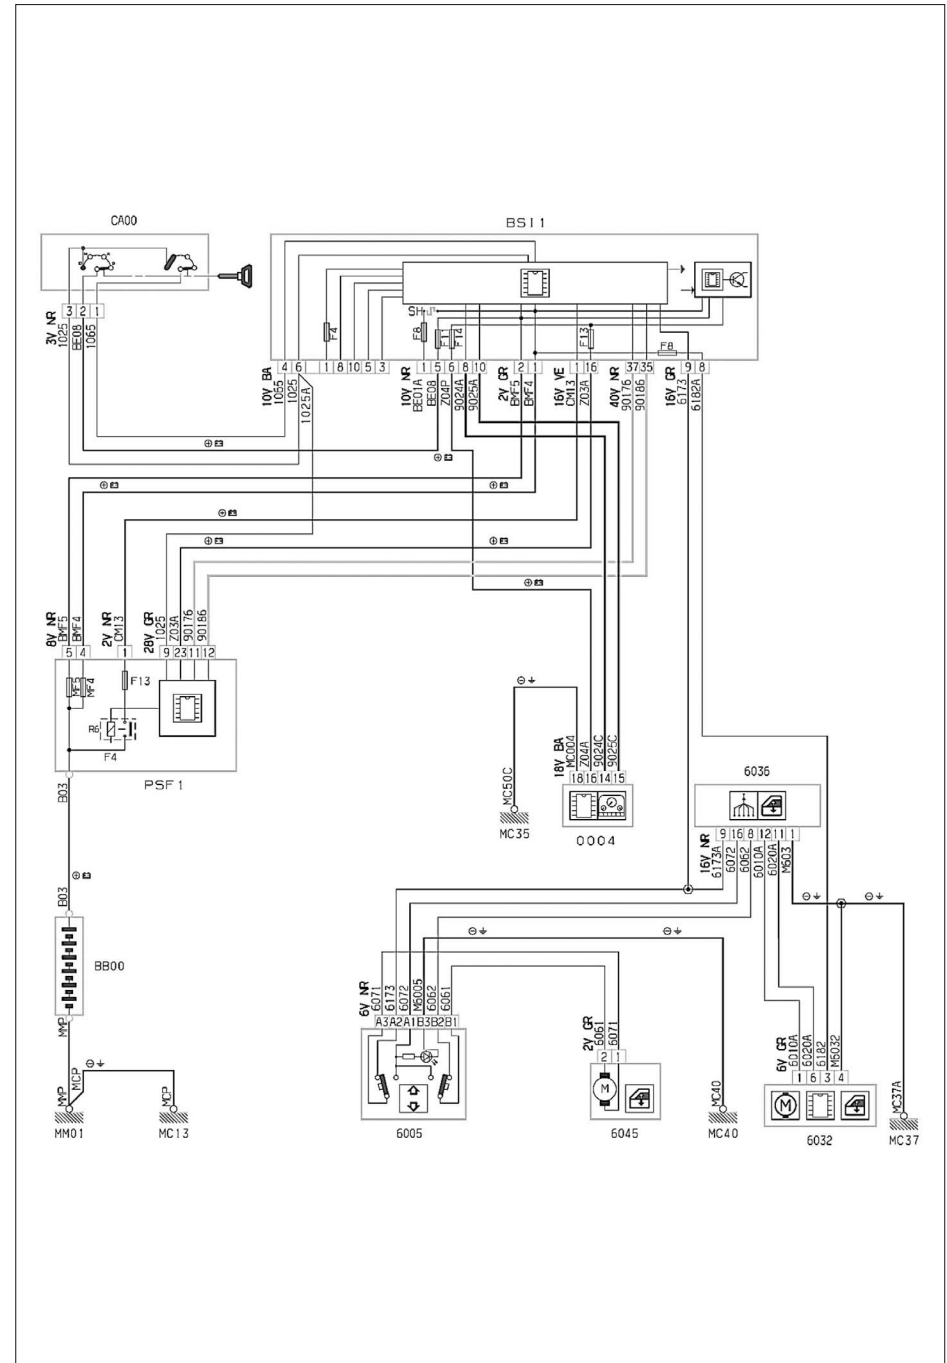 CA00
BSI1
SH
F4
F8
F11
F14
F13
F8
3 2 1
3V NR
1025
BE08
1065
4 6 1 8 10 5 3
10V BA
1065
1025
1025A
1 5 6 8 10
10V NR
BE01A
BE08
Z04P
9024A
9025A
2 1
2V GR
BMF5
BMF4
1 16
16V VE
CM13
Z03A
37 35
40V NR
90176
90186
9 8
16V GR
6173
6182A
8V NR
BMF5
BMF4
5 4
2V NR
CM13
1
28V GR
1025
Z03A
90176
90186
9 23 11 12
MF5
MF4
F13
R6
F4
PSF1
B03
B03
BB00
MMP
MMP
MCP
MCP
MM01
MC13
MC50C
MC35
18V BA
MC004
Z04A
9024C
9025C
18 16 14 15
0004
6036
9 16 8 12 11 1
16V NR
6173A
6072
6062
6010A
6020A
M603
6V NR
6071
6173
6072
M6005
6062
6061
A3 A2 A1 B3 B2 B1
6005
2V GR
6061
6071
2 1
M
6045
MC40
MC40
6V GR
6010A
6020A
6182
M6032
1 6 3 4
M
6032
MC37A
MC37